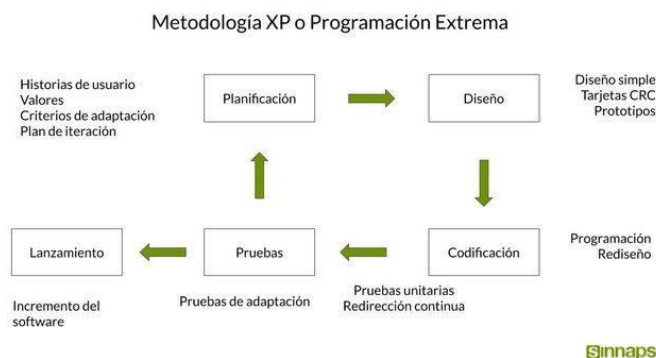 Metodología XP o Programación Extrema
Historias de usuario
Valores
Criterios de adaptación
Plan de iteración
Planificación
Diseño
Diseño simple
Tarjetas CRC
Prototipos
Lanzamiento
Pruebas
Codificación
Programación
Rediseño
Incremento del
software
Pruebas de adaptación
Pruebas unitarias
Redirección continua
sinnaps